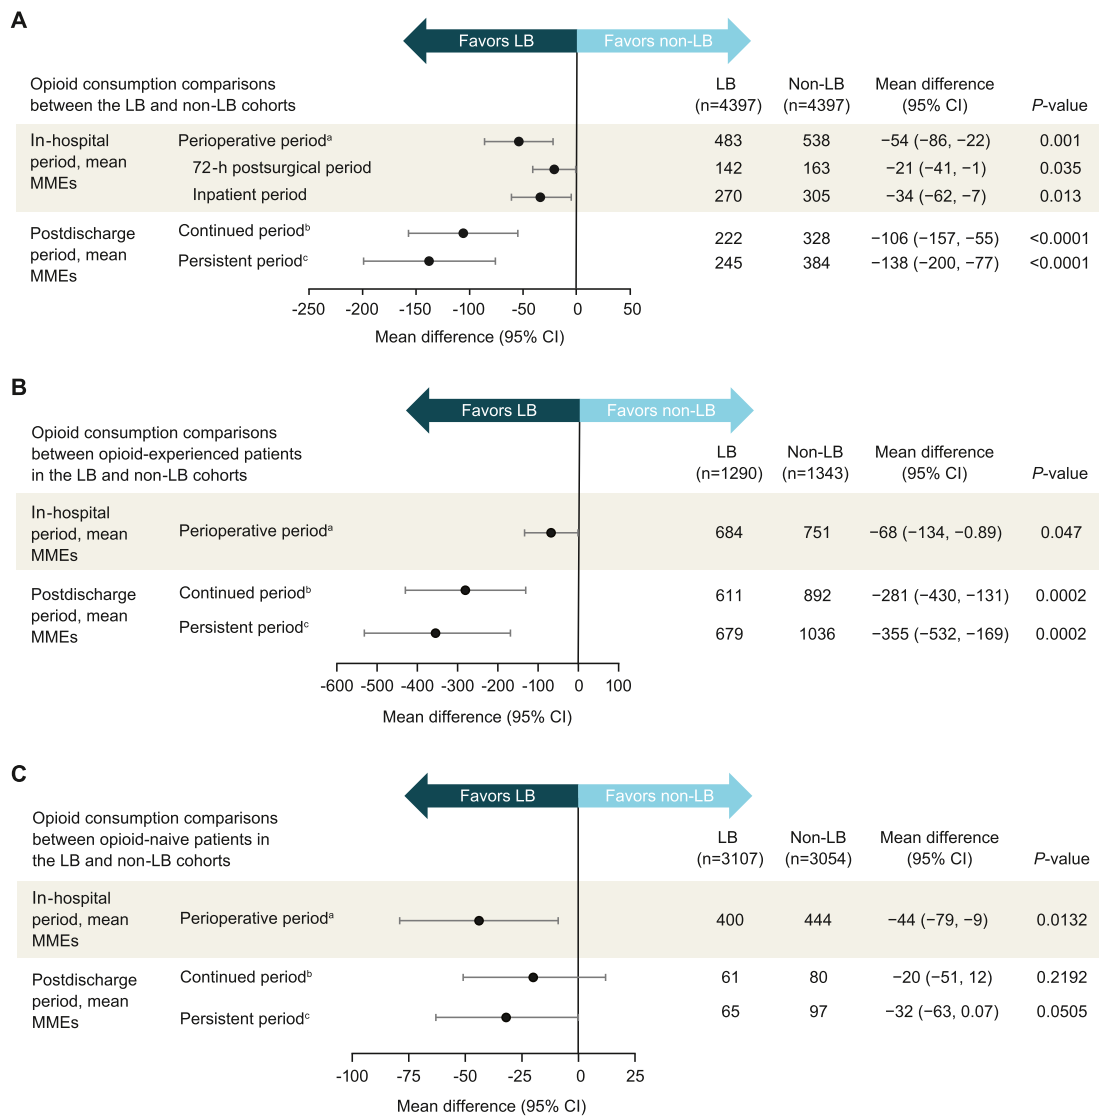 A
Favors LB Favors non-LB
Opioid consumption comparisons
between the LB and non-LB cohorts
LB Non-LB Mean difference
(n=4397) (n=4397) (95% CI) P-value
In-hospital
period, mean
MMEs
Perioperative periodᵃ 483 538 −54 (−86, −22) 0.001
72-h postsurgical period 142 163 −21 (−41, −1) 0.035
Inpatient period 270 305 −34 (−62, −7) 0.013
Postdischarge
period, mean
MMEs
Continued periodᵇ 222 328 −106 (−157, −55) <0.0001
Persistent periodᶜ 245 384 −138 (−200, −77) <0.0001
-250 -200 -150 -100 -50 0 50
Mean difference (95% CI)
B
Favors LB Favors non-LB
Opioid consumption comparisons
between opioid-experienced patients
in the LB and non-LB cohorts
LB Non-LB Mean difference
(n=1290) (n=1343) (95% CI) P-value
In-hospital
period, mean
MMEs
Perioperative periodᵃ 684 751 −68 (−134, −0.89) 0.047
Postdischarge
period, mean
MMEs
Continued periodᵇ 611 892 −281 (−430, −131) 0.0002
Persistent periodᶜ 679 1036 −355 (−532, −169) 0.0002
-600 -500 -400 -300 -200 -100 0 100
Mean difference (95% CI)
C
Favors LB Favors non-LB
Opioid consumption comparisons
between opioid-naive patients in
the LB and non-LB cohorts
LB Non-LB Mean difference
(n=3107) (n=3054) (95% CI) P-value
In-hospital
period, mean
MMEs
Perioperative periodᵃ 400 444 −44 (−79, −9) 0.0132
Postdischarge
period, mean
MMEs
Continued periodᵇ 61 80 −20 (−51, 12) 0.2192
Persistent periodᶜ 65 97 −32 (−63, 0.07) 0.0505
-100 -75 -50 -25 0 25
Mean difference (95% CI)